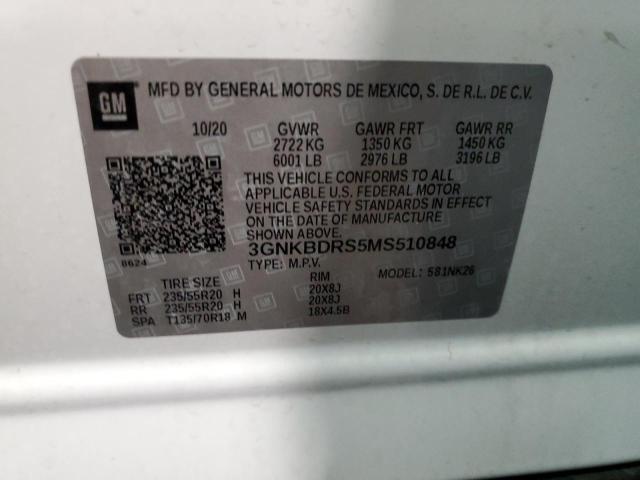 GM MFD BY GENERAL MOTORS DE MEXICO, S. DE R.L. DE C.V.
10/20 GVWR GAWR FRT GAWR RR
2722 KG 1350 KG 1450 KG
6001 LB 2976 LB 3196 LB
THIS VEHICLE CONFORMS TO ALL
APPLICABLE U.S. FEDERAL MOTOR
VEHICLE SAFETY STANDARDS IN EFFECT
ON THE DATE OF MANUFACTURE
SHOWN ABOVE.
3GNKBDRS5MS510848
8624 TYPE: M.P.V. MODEL: 581NK26
TIRE SIZE RIM
FRT 235/55R20 H 20X8J
RR 235/55R20 H 20X8J
SPA T135/70R18 M 18X4.5B